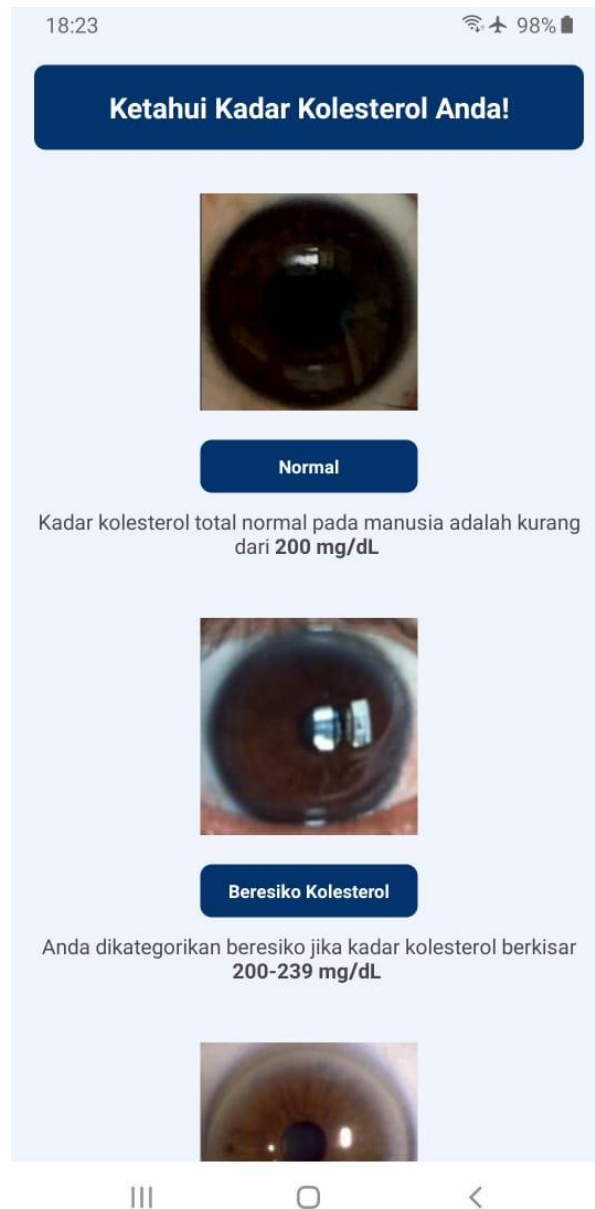 18:23
98%
Ketahui Kadar Kolesterol Anda!
Normal
Kadar kolesterol total normal pada manusia adalah kurang
dari 200 mg/dL
Beresiko Kolesterol
Anda dikategorikan beresiko jika kadar kolesterol berkisar
200-239 mg/dL